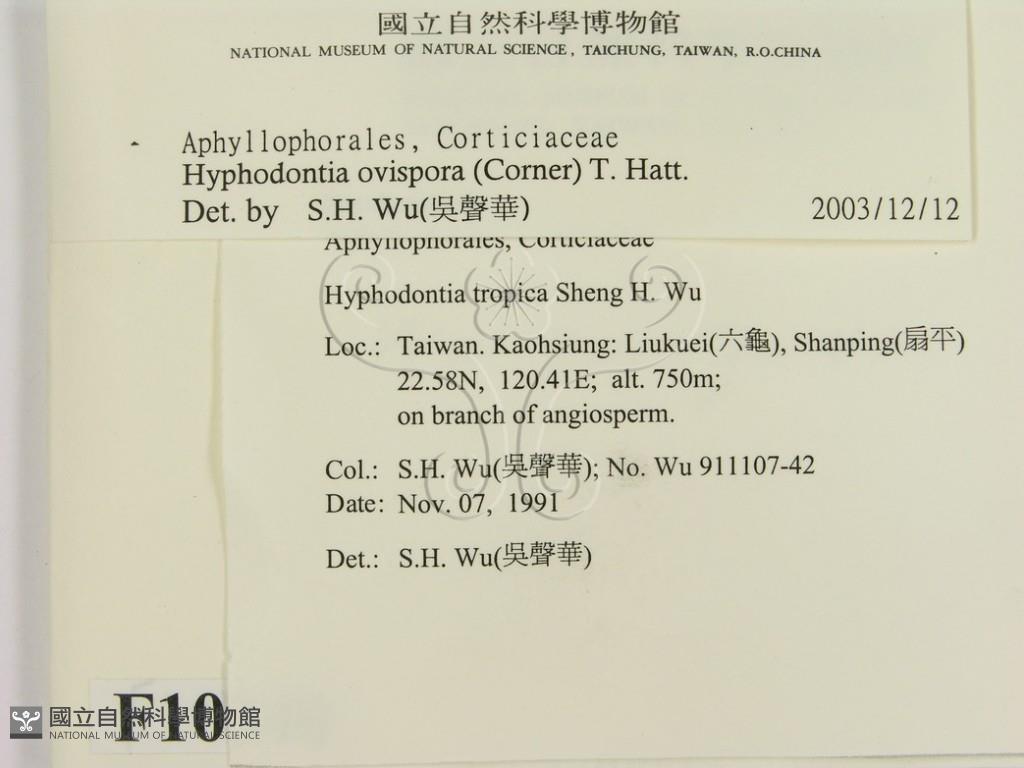 國立自然科學博物館
NATIONAL MUSEUM OF NATURAL SCIENCE, TAICHUNG, TAIWAN, R.O.CHINA
Aphyllophorales, Corticiaceae
Hyphodontia ovispora (Corner) T. Hatt.
Det. by S.H. Wu(吳聲華) 2003/12/12
Aphyllophorales, Corticiaceae
Hyphodontia tropica Sheng H. Wu
Loc.: Taiwan. Kaohsiung: Liukuei(六龜), Shanping(扇平)
22.58N, 120.41E; alt. 750m;
on branch of angiosperm.
Col.: S.H. Wu(吳聲華); No. Wu 911107-42
Date: Nov. 07, 1991
Det.: S.H. Wu(吳聲華)
F10
國立自然科學博物館
NATIONAL MUSEUM OF NATURAL SCIENCE